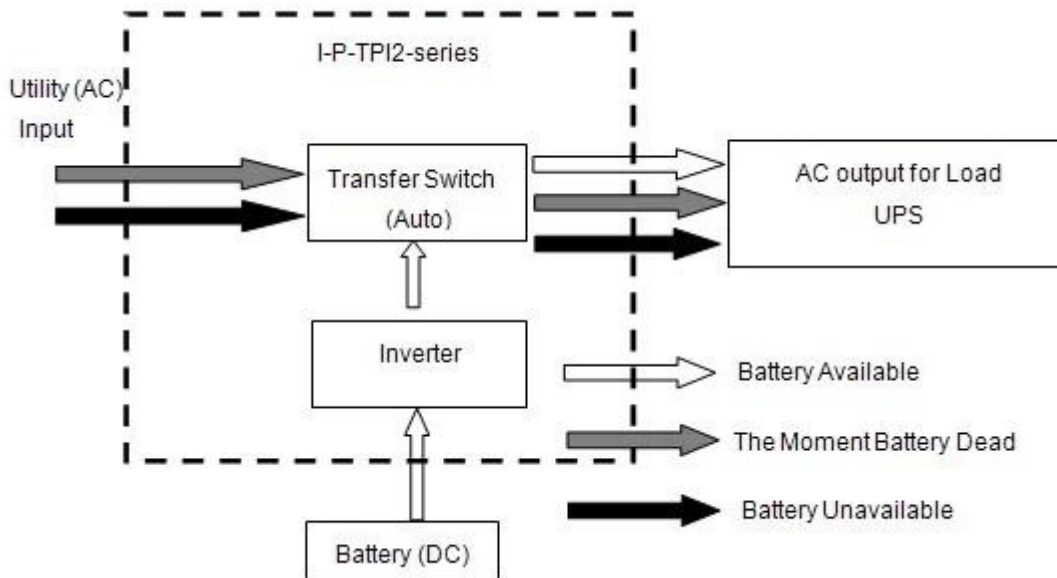 I-P-TPI2-series
Utility (AC)
Input
Transfer Switch
(Auto)
AC output for Load
UPS
Inverter
Battery Available
The Moment Battery Dead
Battery Unavailable
Battery (DC)